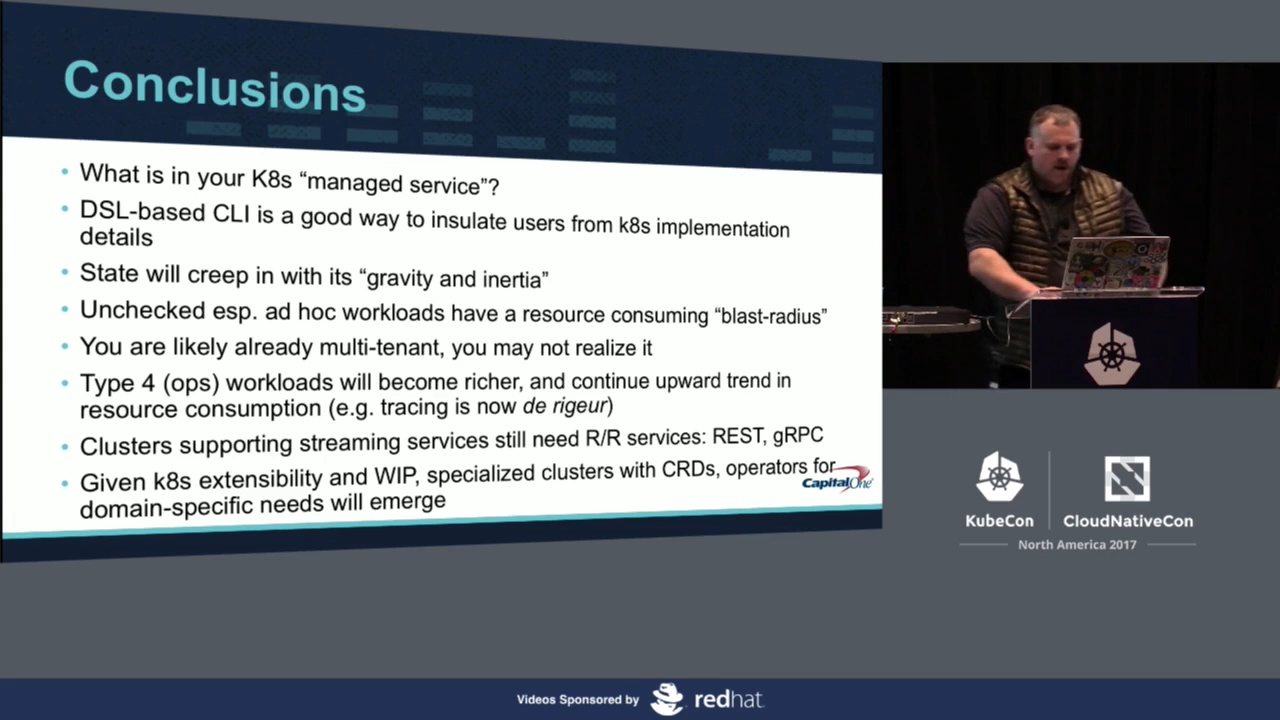 Conclusions
• What is in your K8s “managed service”?
• DSL-based CLI is a good way to insulate users from k8s implementation
details
• State will creep in with its “gravity and inertia”
• Unchecked esp. ad hoc workloads have a resource consuming “blast-radius”
• You are likely already multi-tenant, you may not realize it
• Type 4 (ops) workloads will become richer, and continue upward trend in
resource consumption (e.g. tracing is now de rigeur)
• Clusters supporting streaming services still need R/R services: REST, gRPC
• Given k8s extensibility and WIP, specialized clusters with CRDs, operators for
domain-specific needs will emerge
CapitalOne
KubeCon
CloudNativeCon
North America 2017
Videos Sponsored by
redhat